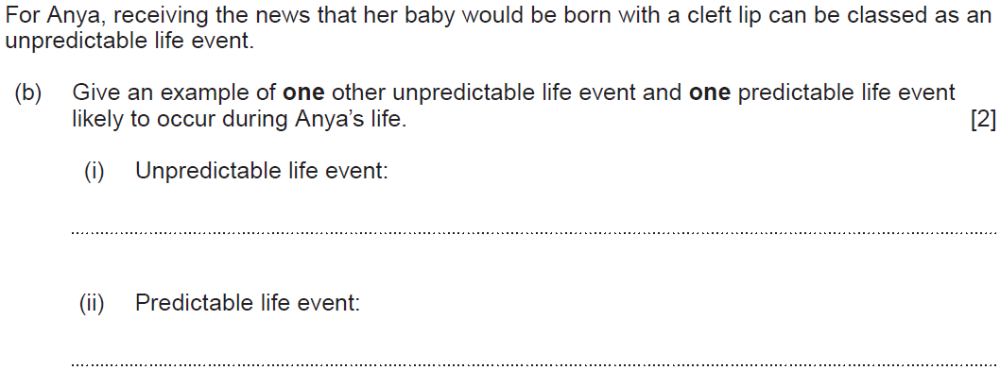 For Anya, receiving the news that her baby would be born with a cleft lip can be classed as an
unpredictable life event.
(b) Give an example of one other unpredictable life event and one predictable life event
likely to occur during Anya's life. [2]
(i) Unpredictable life event:
(ii) Predictable life event: